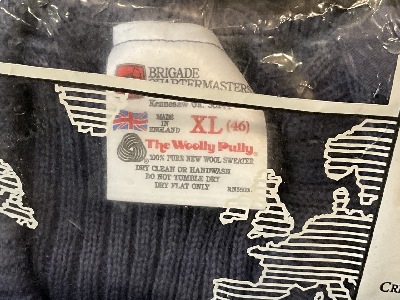 BRIGADE
QUARTERMASTERS
Kennesaw Ga.
MADE
IN
ENGLAND
XL (46)
The Woolly Pully
100% PURE NEW WOOL SWEATER
DRY CLEAN OR HANDWASH
DO NOT TUMBLE DRY
DRY FLAT ONLY